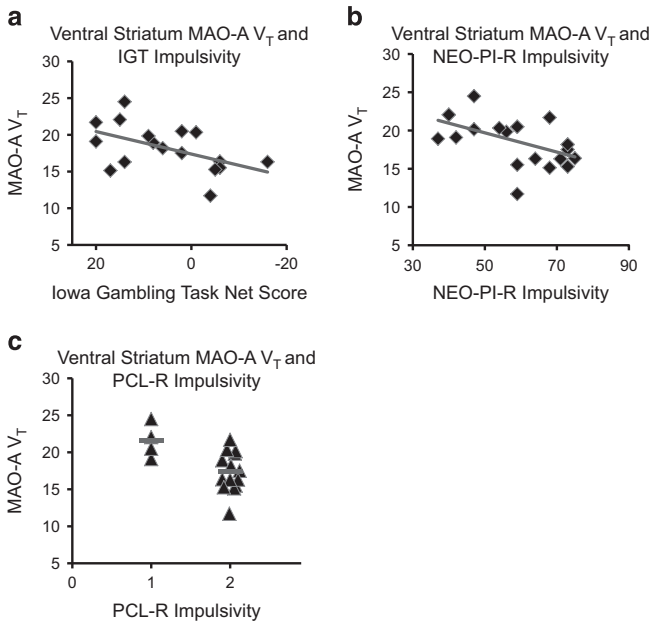 a
Ventral Striatum MAO-A VT and
IGT Impulsivity
MAO-A VT
30
25
20
15
10
5
20
0
-20
Iowa Gambling Task Net Score
b
Ventral Striatum MAO-A VT and
NEO-PI-R Impulsivity
MAO-A VT
30
25
20
15
10
5
30
50
70
90
NEO-PI-R Impulsivity
c
Ventral Striatum MAO-A VT and
PCL-R Impulsivity
MAO-A VT
30
25
20
15
10
5
0
1
2
PCL-R Impulsivity